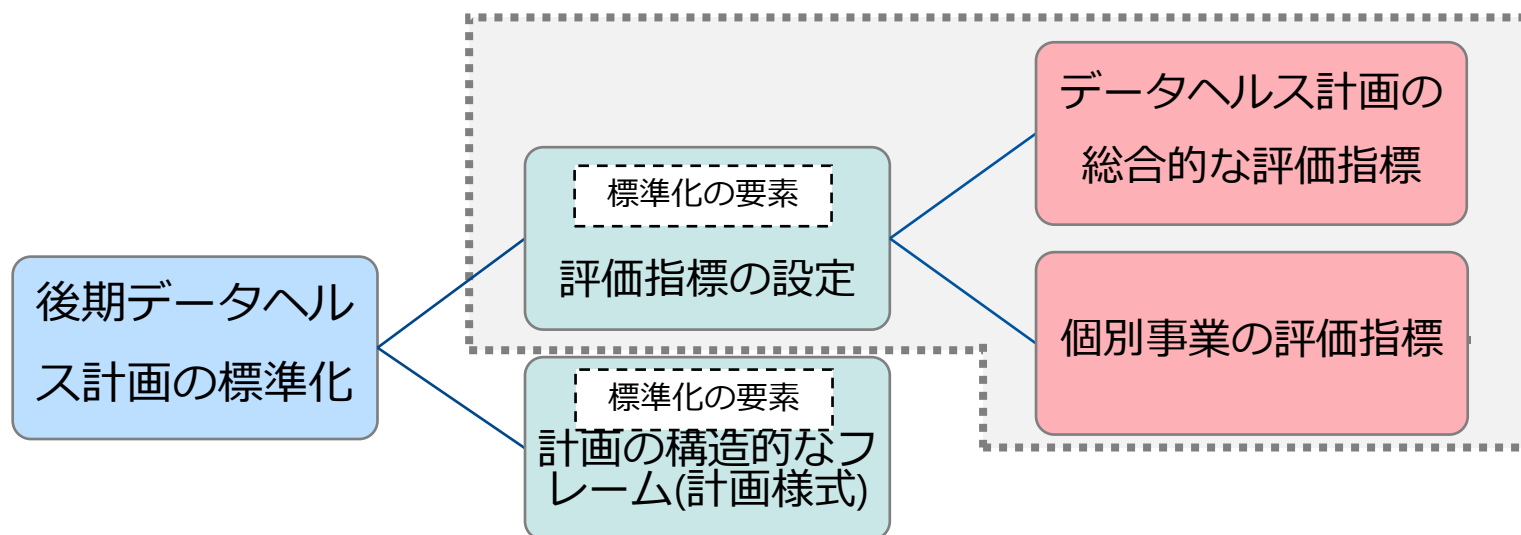 後期データヘル
ス計画の標準化
標準化の要素
評価指標の設定
標準化の要素
計画の構造的なフ
レーム(計画様式)
データヘルス計画の
総合的な評価指標
個別事業の評価指標